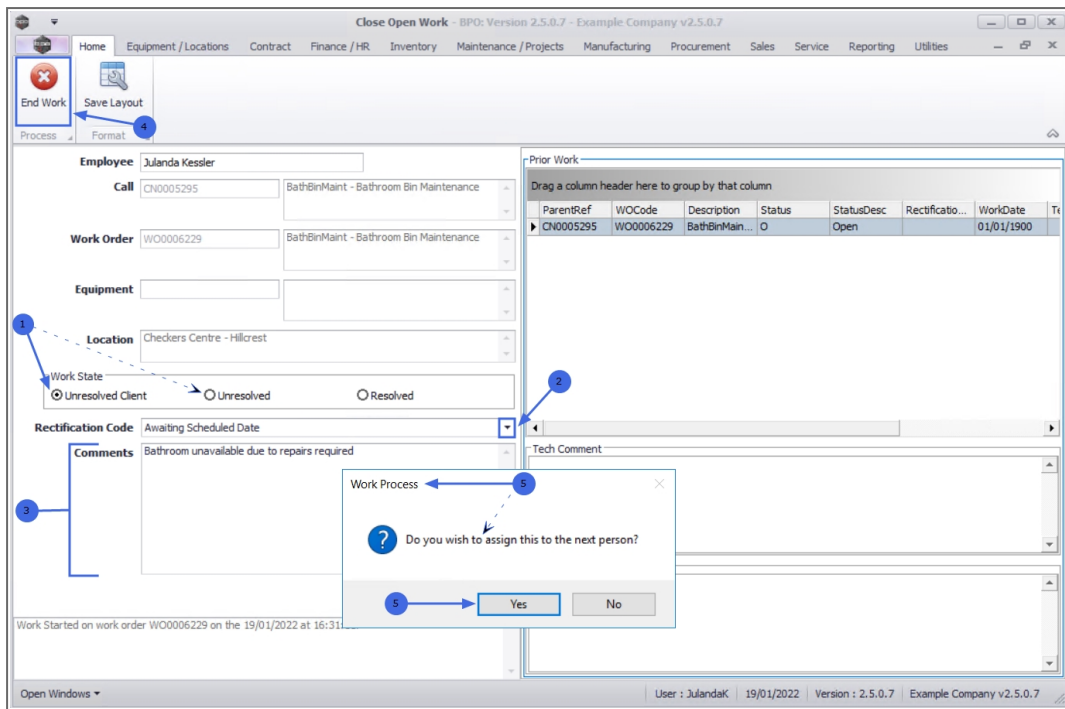 Close Open Work - BPO: Version 2.5.0.7 - Example Company v2.5.0.7
Home Equipment / Locations Contract Finance / HR Inventory Maintenance / Projects Manufacturing Procurement Sales Service Reporting Utilities
End Work Save Layout
4
Process Format
Employee Julanda Kessler
Call CN0005295 BathBinMaint - Bathroom Bin Maintenance
Work Order WO0006229 BathBinMaint - Bathroom Bin Maintenance
Equipment
1
Location Checkers Centre - Hillcrest
Work State
Unresolved Client Unresolved Resolved
2
Rectification Code Awaiting Scheduled Date
Comments Bathroom unavailable due to repairs required
3
Work Started on work order WO0006229 on the 19/01/2022 at 16:31:
Prior Work
Drag a column header here to group by that column
ParentRef WOCode Description Status StatusDesc Rectificatio... WorkDate Te
CN0005295 WO0006229 BathBinMain... O Open 01/01/1900
Tech Comment
Work Process 5
Do you wish to assign this to the next person?
5 Yes No
Open Windows User : JulandaK 19/01/2022 Version : 2.5.0.7 Example Company v2.5.0.7